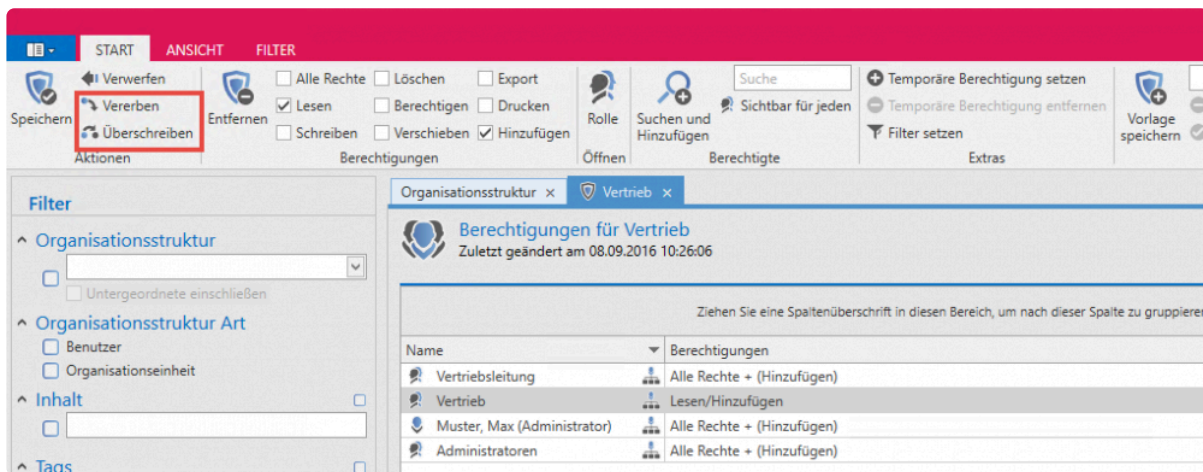 START ANSICHT FILTER
Verwerfen Alle Rechte Löschen Export Suche Temporäre Berechtigung setzen
Speichern Vererben Entfernen Lesen Berechtigen Drucken Rolle Suchen und Hinzufügen Sichtbar für jeden Temporäre Berechtigung entfernen Vorlage speichern
Überschreiben Schreiben Verschieben Hinzufügen Filter setzen
Aktionen Berechtigungen Öffnen Berechtigte Extras
Filter
Organisationsstruktur
Untergeordnete einschließen
Organisationsstruktur Art
Benutzer
Organisationseinheit
Inhalt
Tags
Organisationsstruktur × Vertrieb ×
Berechtigungen für Vertrieb
Zuletzt geändert am 08.09.2016 10:26:06
Ziehen Sie eine Spaltenüberschrift in diesen Bereich, um nach dieser Spalte zu gruppieren
Name Berechtigungen
Vertriebsleitung Alle Rechte + (Hinzufügen)
Vertrieb Lesen/Hinzufügen
Muster, Max (Administrator) Alle Rechte + (Hinzufügen)
Administratoren Alle Rechte + (Hinzufügen)